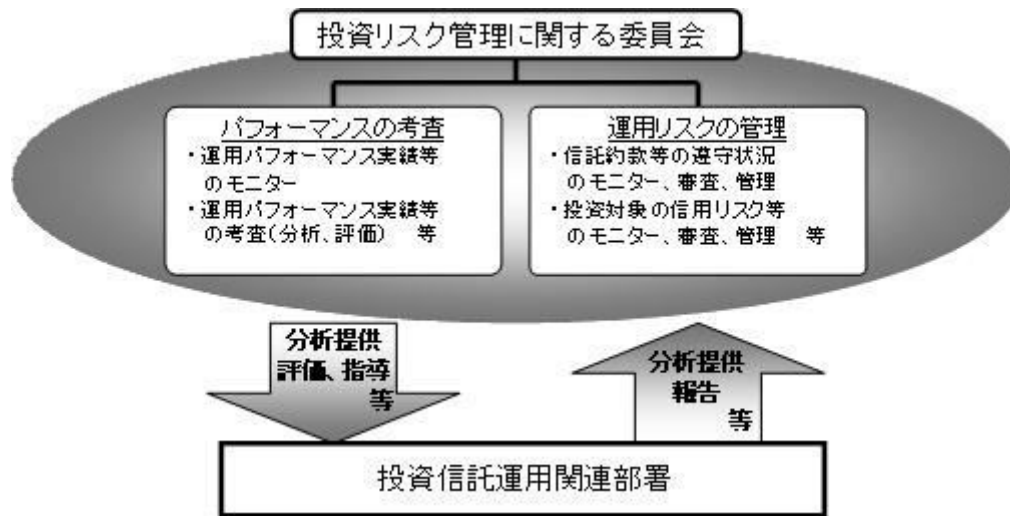 投資リスク管理に関する委員会
パフォーマンスの考査
・運用パフォーマンス実績等
のモニター
・運用パフォーマンス実績等
の考査(分析、評価) 等
運用リスクの管理
・信託約款等の遵守状況
のモニター、審査、管理
・投資対象の信用リスク等
のモニター、審査、管理 等
分析提供
評価、指導
等
分析提供
報告
等
投資信託運用関連部署